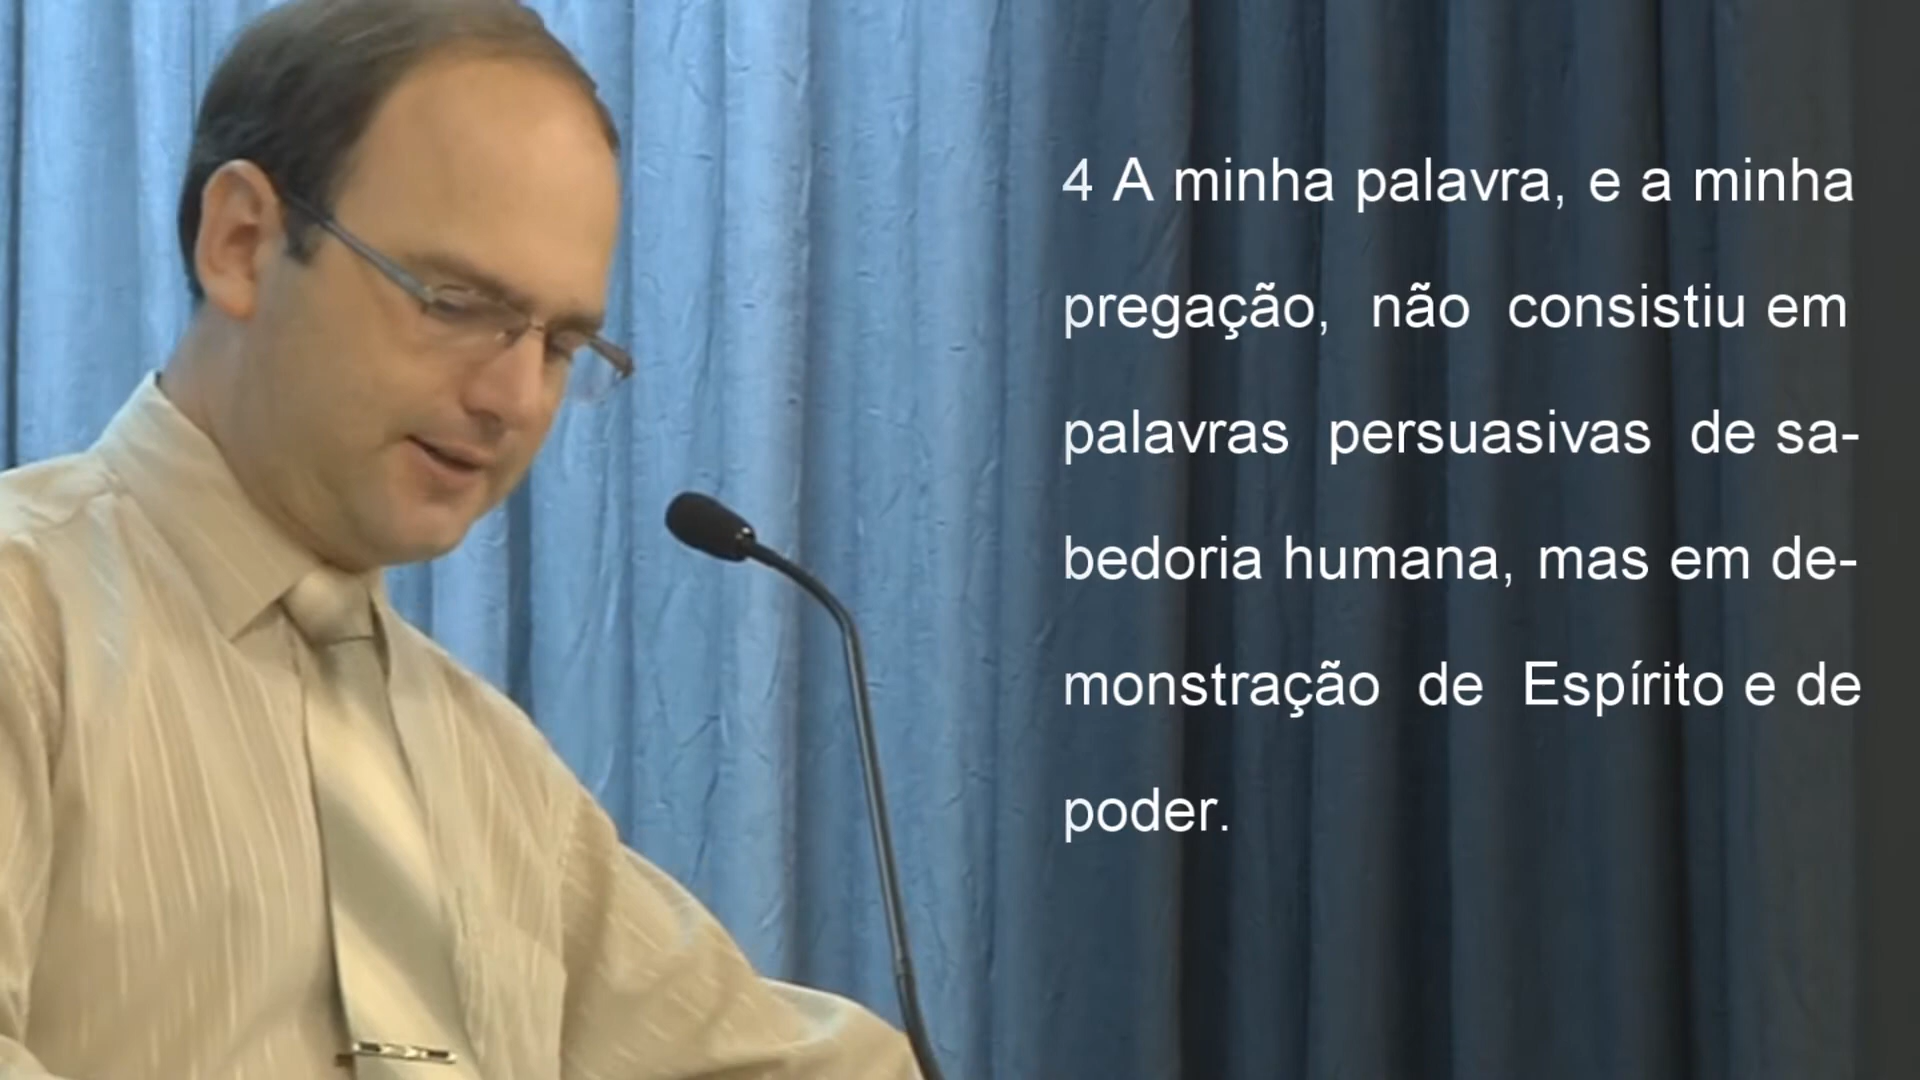 4 A minha palavra, e a minha
pregação, não consistiu em
palavras persuasivas de sa-
bedoria humana, mas em de-
monstração de Espírito e de
poder.